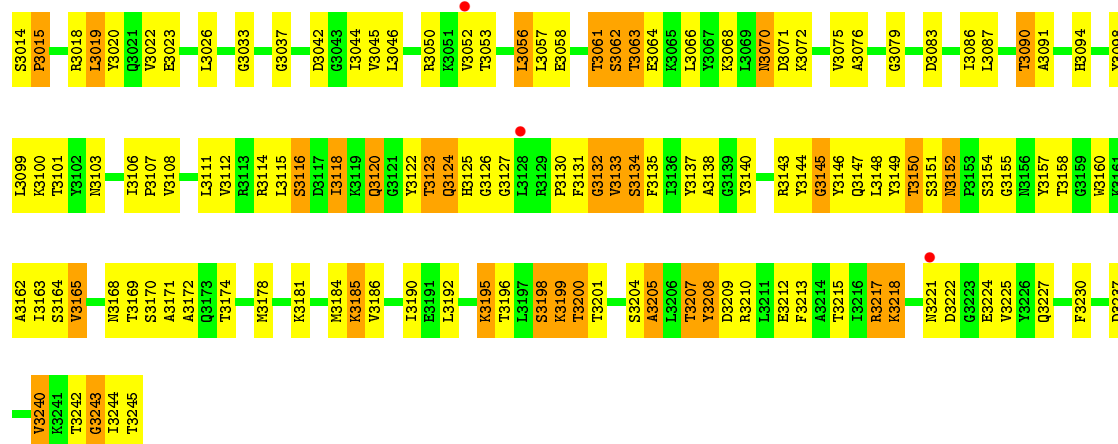 S3014 P3015 R3018 L3019 Y3020 Q3021 V3022 E3023 L3026 G3033 G3037 D3042 G3043 I3044 V3045 L3046 R3050 K3051 V3052 T3053 L3056 L3057 E3058 T3061 S3062 T3063 E3064 K3065 L3066 Y3067 K3068 L3069 N3070 D3071 K3072 V3075 A3076 G3079 D3083 I3086 L3087 T3090 A3091 H3094
L3099 K3100 T3101 Y3102 N3103 I3106 P3107 V3108 L3111 V3112 R3113 R3114 L3115 S3116 D3117 I3118 K3119 Q3120 G3121 Y3122 T3123 Q3124 H3125 G3126 G3127 L3128 R3129 P3130 F3131 G3132 V3133 S3134 F3135 I3136 Y3137 A3138 G3139 Y3140 R3143 Y3144 G3145 Y3146 Q3147 L3148 Y3149 T3150 S3151 N3152 P3153 S3154 G3155 N3156 Y3157 T3158 G3159 W3160
A3162 I3163 S3164 V3165 N3168 T3169 S3170 A3171 A3172 Q3173 T3174 M3178 K3181 M3184 K3185 V3186 I3190 E3191 L3192 K3195 T3196 L3197 S3198 K3199 T3200 T3201 S3204 A3205 L3206 T3207 Y3208 D3209 R3210 L3211 E3212 F3213 A3214 T3215 I3216 R3217 K3218 N3221 D3222 G3223 E3224 V3225 Y3226 Q3227 F3230 D3237
V3240 K3241 T3242 G3243 I3244 T3245